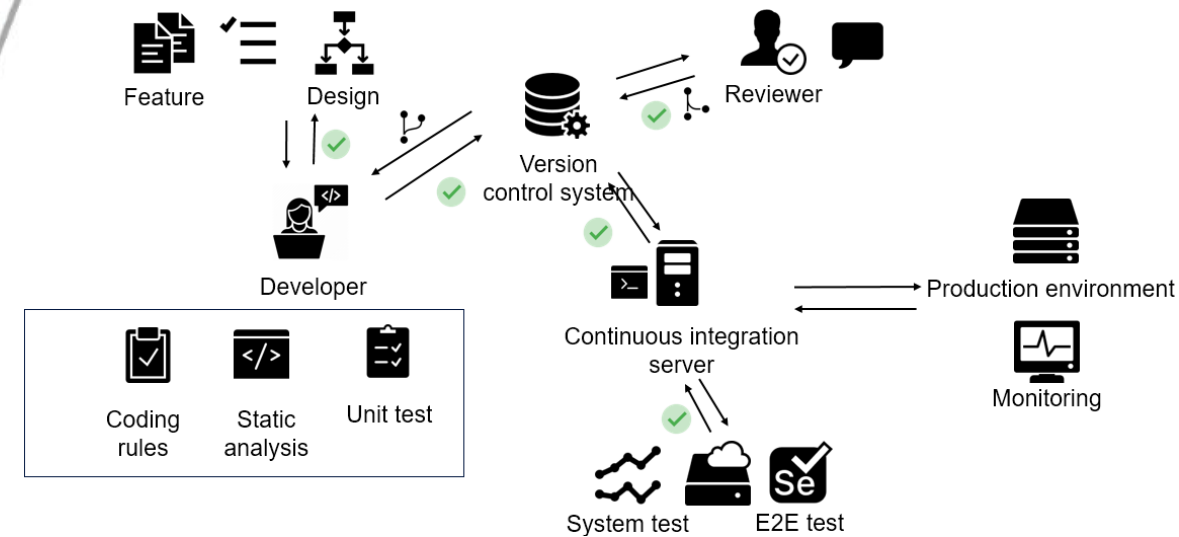 Feature
Design
Reviewer
Version
control system
</>
Developer
>_
Production environment
Continuous integration
server
</>
Monitoring
Coding
rules
Static
analysis
Unit test
Se
System test
E2E test